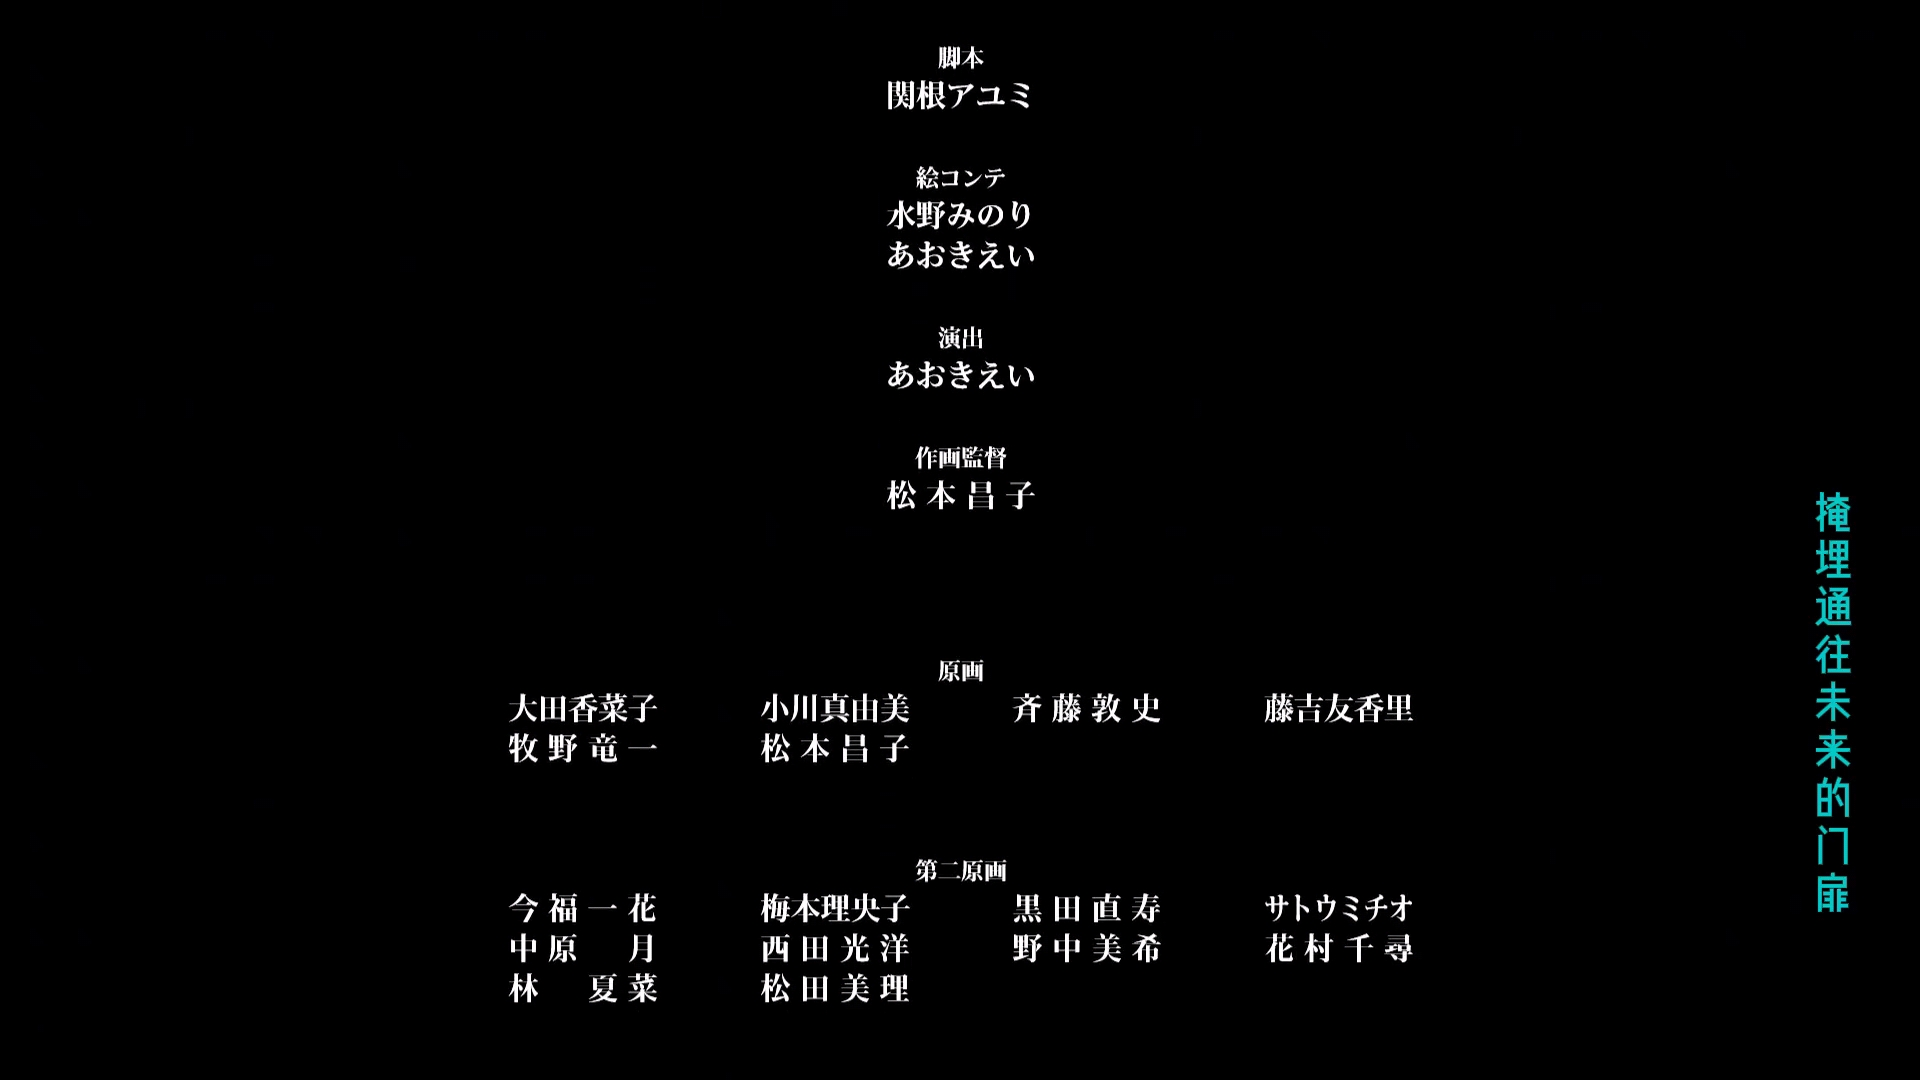 脚本
関根アユミ
絵コンテ
水野みのり
あおきえい
演出
あおきえい
作画監督
松本昌子
原画
大田香菜子 小川真由美 斉藤敦史 藤吉友香里
牧野竜一 松本昌子
第二原画
今福一花 梅本理央子 黒田直寿 サトウミチオ
中原 月 西田光洋 野中美希 花村千尋
林 夏菜 松田美理
掩埋通往未来的门扉